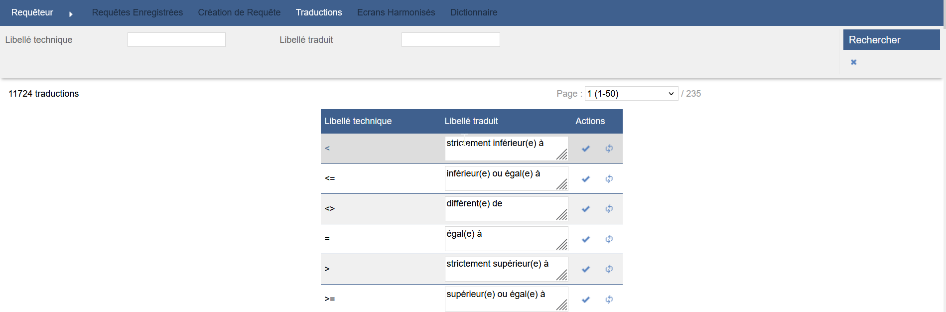 Requêteur Requêtes Enregistrées Création de Requête Traductions Ecrans Harmonisés Dictionnaire
Libellé technique Libellé traduit Rechercher
11724 traductions Page : 1 (1-50) / 235
Libellé technique Libellé traduit Actions
< strictement inférieur(e) à
<= inférieur(e) ou égal(e) à
<> différent(e) de
= égal(e) à
> strictement supérieur(e) à
>= supérieur(e) ou égal(e) à